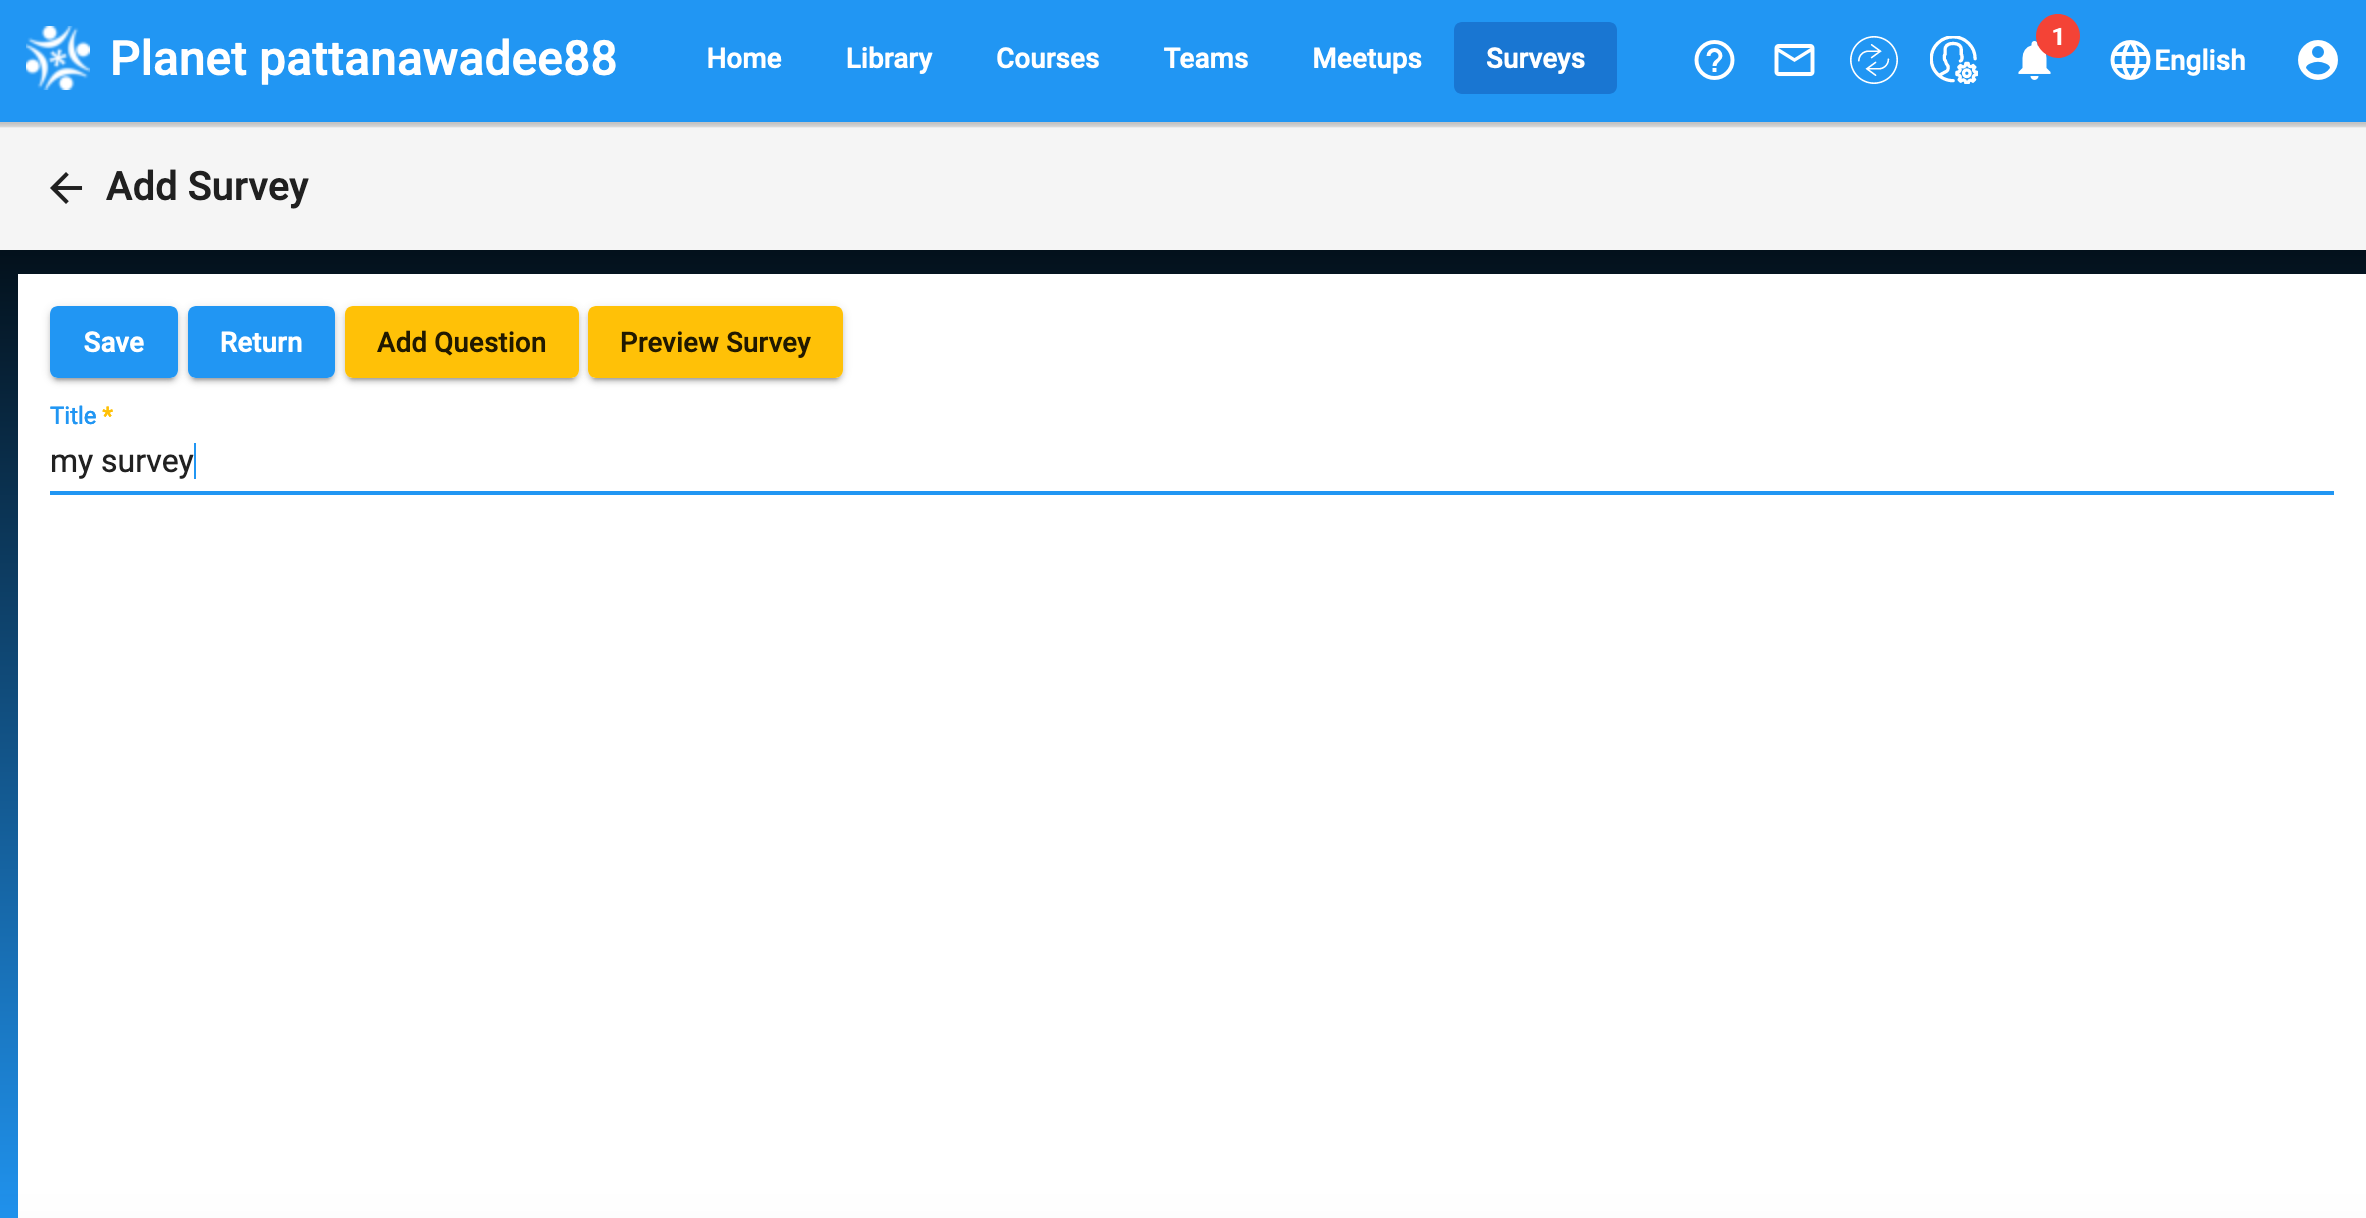 Planet pattanawadee88 Home Library Courses Teams Meetups Surveys 1 English
Add Survey
Save Return Add Question Preview Survey
Title *
my survey